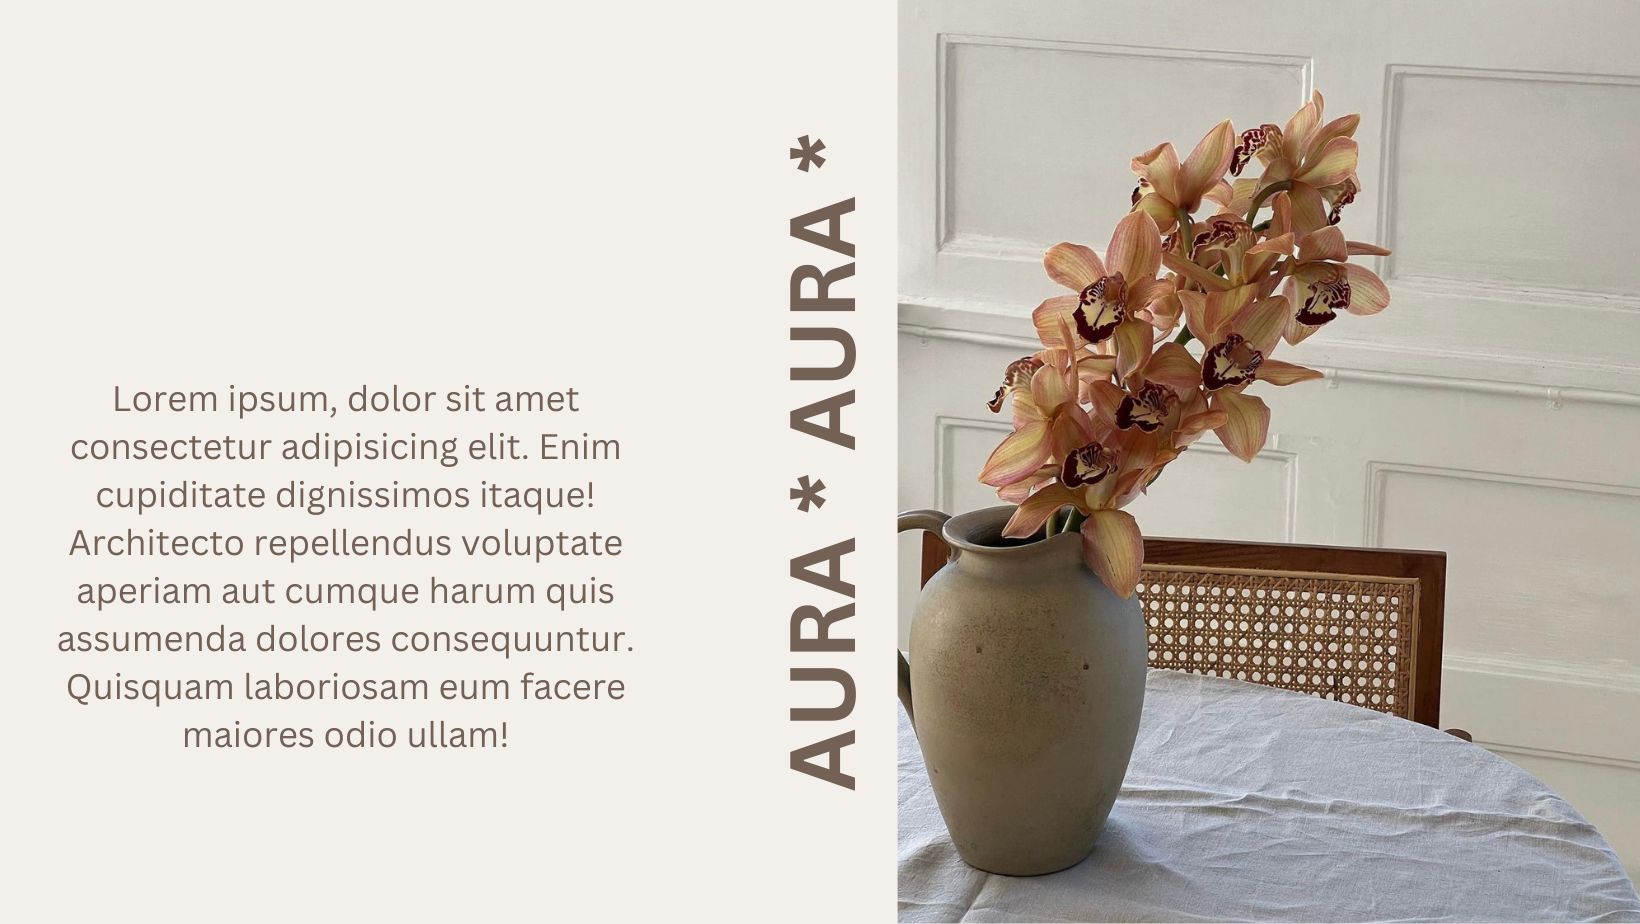 Lorem ipsum, dolor sit amet
consectetur adipisicing elit. Enim
cupiditate dignissimos itaque!
Architecto repellendus voluptate
aperiam aut cumque harum quis
assumenda dolores consequuntur.
Quisquam laboriosam eum facere
maiores odio ullam!
AURA * AURA *